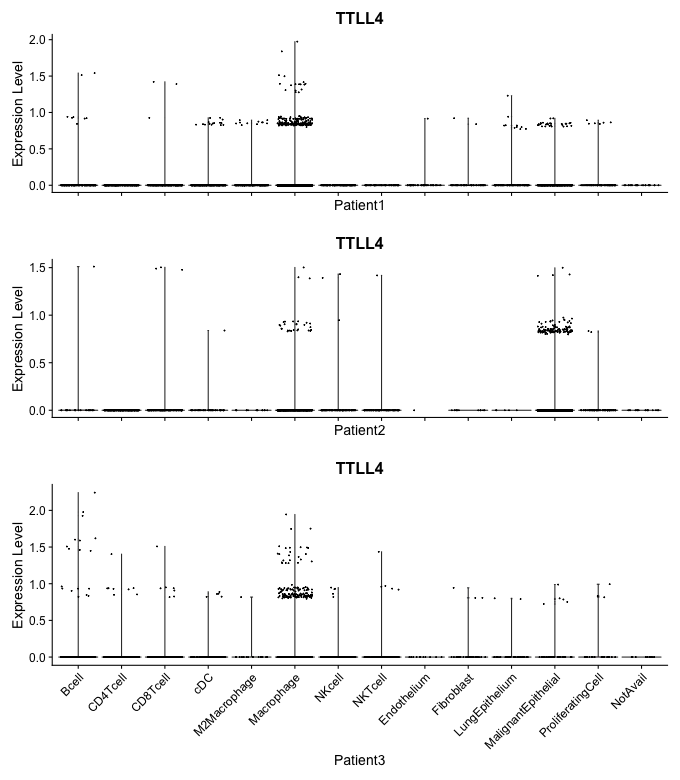 TTLL4
Expression Level
2.0
1.5
1.0
0.5
0.0
Patient1
TTLL4
Expression Level
1.5
1.0
0.5
0.0
Patient2
TTLL4
Expression Level
2.0
1.5
1.0
0.5
0.0
Bcell
CD4Tcell
CD8Tcell
cDC
M2Macrophage
Macrophage
NKcell
NKTcell
Endothelium
Fibroblast
LungEpithelium
MalignantEpithelial
ProliferatingCell
NotAvail
Patient3